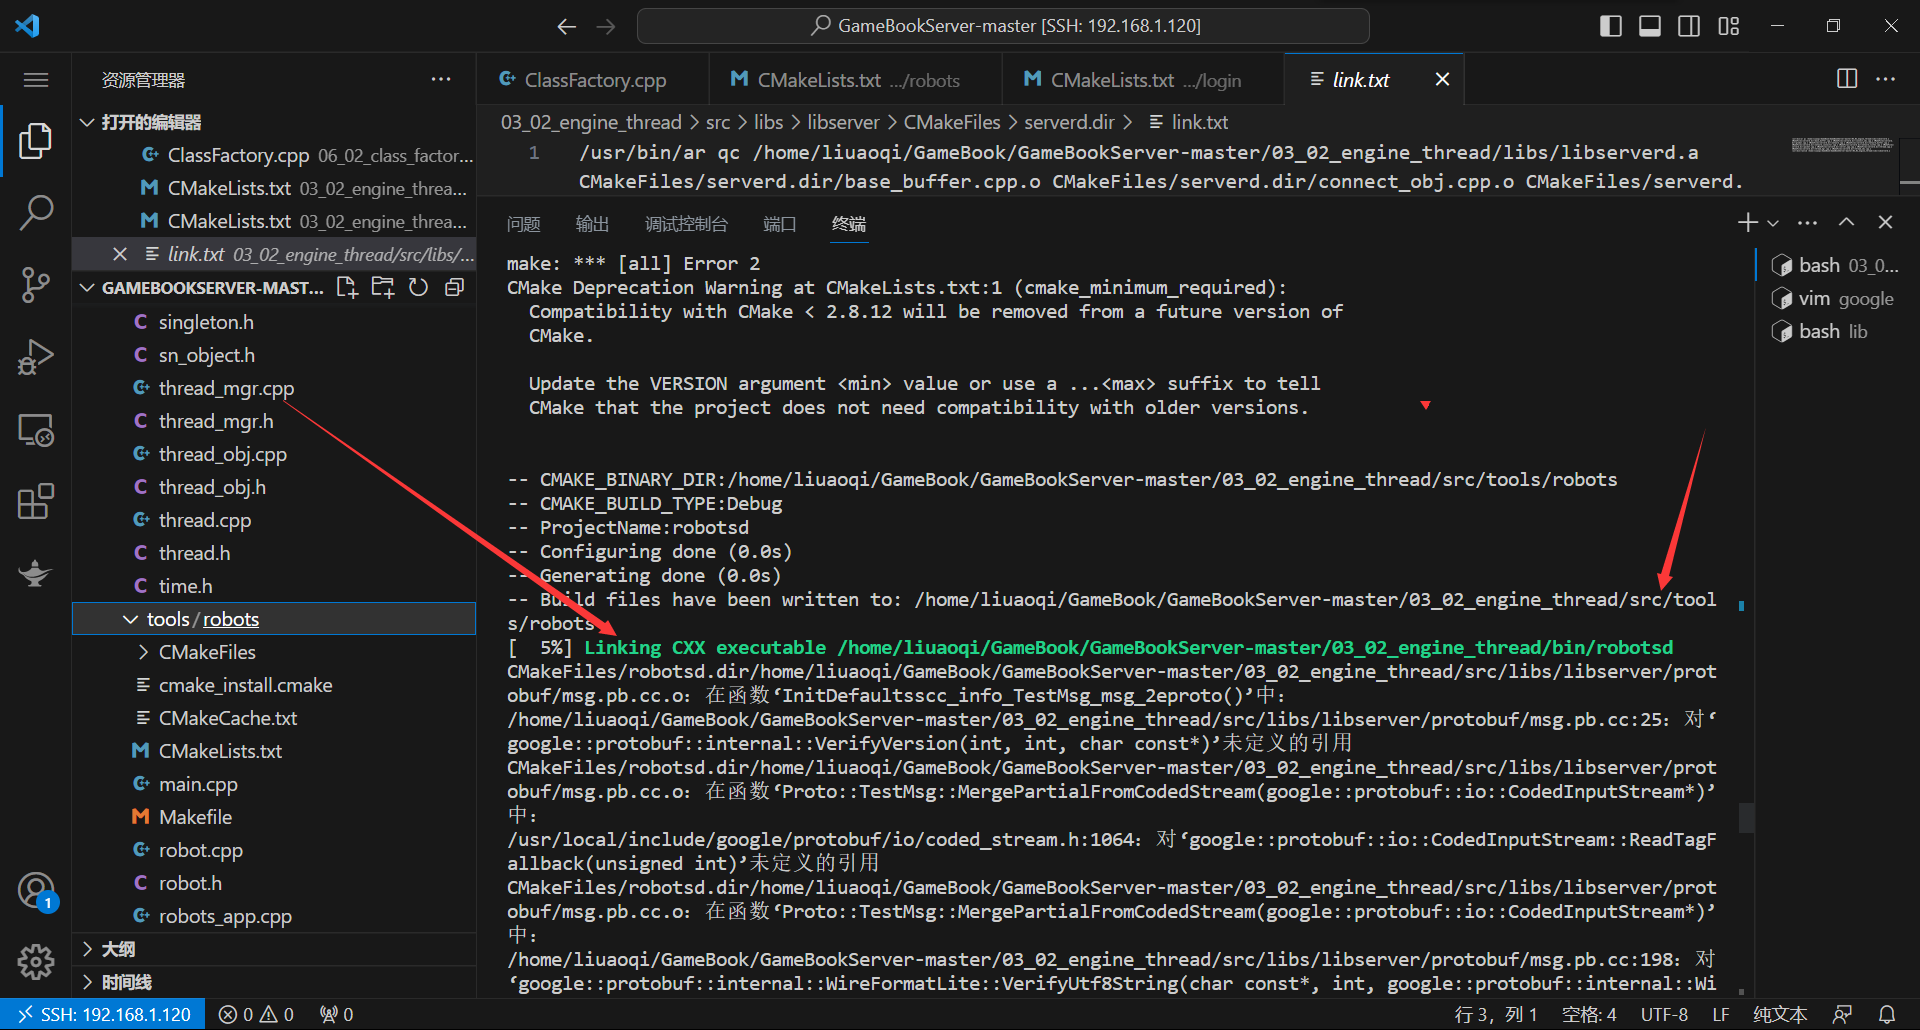 GameBookServer-master [SSH: 192.168.1.120]
资源管理器
打开的编辑器
ClassFactory.cpp 06_02_class_factor...
CMakeLists.txt 03_02_engine_threa...
CMakeLists.txt 03_02_engine_threa...
link.txt 03_02_engine_thread/src/libs/...
GAMEBOOKSERVER-MAST...
singleton.h
sn_object.h
thread_mgr.cpp
thread_mgr.h
thread_obj.cpp
thread_obj.h
thread.cpp
thread.h
time.h
tools/robots
CMakeFiles
cmake_install.cmake
CMakeCache.txt
CMakeLists.txt
main.cpp
Makefile
robot.cpp
robot.h
robots_app.cpp
大纲
时间线
1
ClassFactory.cpp
CMakeLists.txt .../robots
CMakeLists.txt .../login
link.txt
03_02_engine_thread > src > libs > libserver > CMakeFiles > serverd.dir > link.txt
1 /usr/bin/ar qc /home/liuaoqi/GameBook/GameBookServer-master/03_02_engine_thread/libs/libserverd.a
CMakeFiles/serverd.dir/base_buffer.cpp.o CMakeFiles/serverd.dir/connect_obj.cpp.o CMakeFiles/serverd.
问题 输出 调试控制台 端口 终端
make: *** [all] Error 2
CMake Deprecation Warning at CMakeLists.txt:1 (cmake_minimum_required):
Compatibility with CMake < 2.8.12 will be removed from a future version of
CMake.
Update the VERSION argument <min> value or use a ...<max> suffix to tell
CMake that the project does not need compatibility with older versions.
-- CMAKE_BINARY_DIR:/home/liuaoqi/GameBook/GameBookServer-master/03_02_engine_thread/src/tools/robots
-- CMAKE_BUILD_TYPE:Debug
-- ProjectName:robotsd
-- Configuring done (0.0s)
-- Generating done (0.0s)
-- Build files have been written to: /home/liuaoqi/GameBook/GameBookServer-master/03_02_engine_thread/src/tool
s/robots
[  5%] Linking CXX executable /home/liuaoqi/GameBook/GameBookServer-master/03_02_engine_thread/bin/robotsd
CMakeFiles/robotsd.dir/home/liuaoqi/GameBook/GameBookServer-master/03_02_engine_thread/src/libs/libserver/prot
obuf/msg.pb.cc.o: 在函数‘InitDefaultsscc_info_TestMsg_msg_2eproto()’中:
/home/liuaoqi/GameBook/GameBookServer-master/03_02_engine_thread/src/libs/libserver/protobuf/msg.pb.cc:25: 对‘
google::protobuf::internal::VerifyVersion(int, int, char const*)’未定义的引用
CMakeFiles/robotsd.dir/home/liuaoqi/GameBook/GameBookServer-master/03_02_engine_thread/src/libs/libserver/prot
obuf/msg.pb.cc.o: 在函数‘Proto::TestMsg::MergePartialFromCodedStream(google::protobuf::io::CodedInputStream*)’
中:
/usr/local/include/google/protobuf/io/coded_stream.h:1064: 对‘google::protobuf::io::CodedInputStream::ReadTagF
allback(unsigned int)’未定义的引用
CMakeFiles/robotsd.dir/home/liuaoqi/GameBook/GameBookServer-master/03_02_engine_thread/src/libs/libserver/prot
obuf/msg.pb.cc.o: 在函数‘Proto::TestMsg::MergePartialFromCodedStream(google::protobuf::io::CodedInputStream*)’
中:
/home/liuaoqi/GameBook/GameBookServer-master/03_02_engine_thread/src/libs/libserver/protobuf/msg.pb.cc:198: 对
‘google::protobuf::internal::WireFormatLite::VerifyUtf8String(char const*, int, google::protobuf::internal::Wi
bash 03_0...
vim google
bash lib
SSH: 192.168.1.120 0 0 0 行 3, 列 1 空格: 4 UTF-8 LF 纯文本